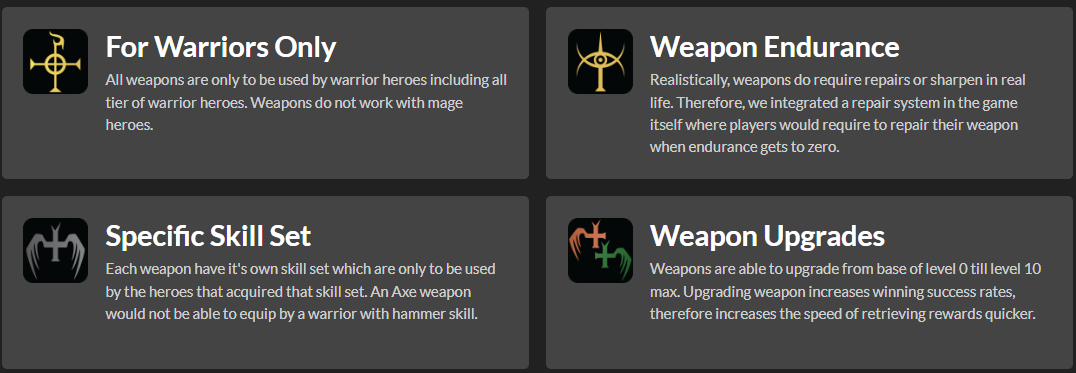 For Warriors Only
All weapons are only to be used by warrior heroes including all
tier of warrior heroes. Weapons do not work with mage
heroes.
Weapon Endurance
Realistically, weapons do require repairs or sharpen in real
life. Therefore, we integrated a repair system in the game
itself where players would require to repair their weapon
when endurance gets to zero.
Specific Skill Set
Each weapon have it's own skill set which are only to be used
by the heroes that acquired that skill set. An Axe weapon
would not be able to equip by a warrior with hammer skill.
Weapon Upgrades
Weapons are able to upgrade from base of level 0 till level 10
max. Upgrading weapon increases winning success rates,
therefore increases the speed of retrieving rewards quicker.